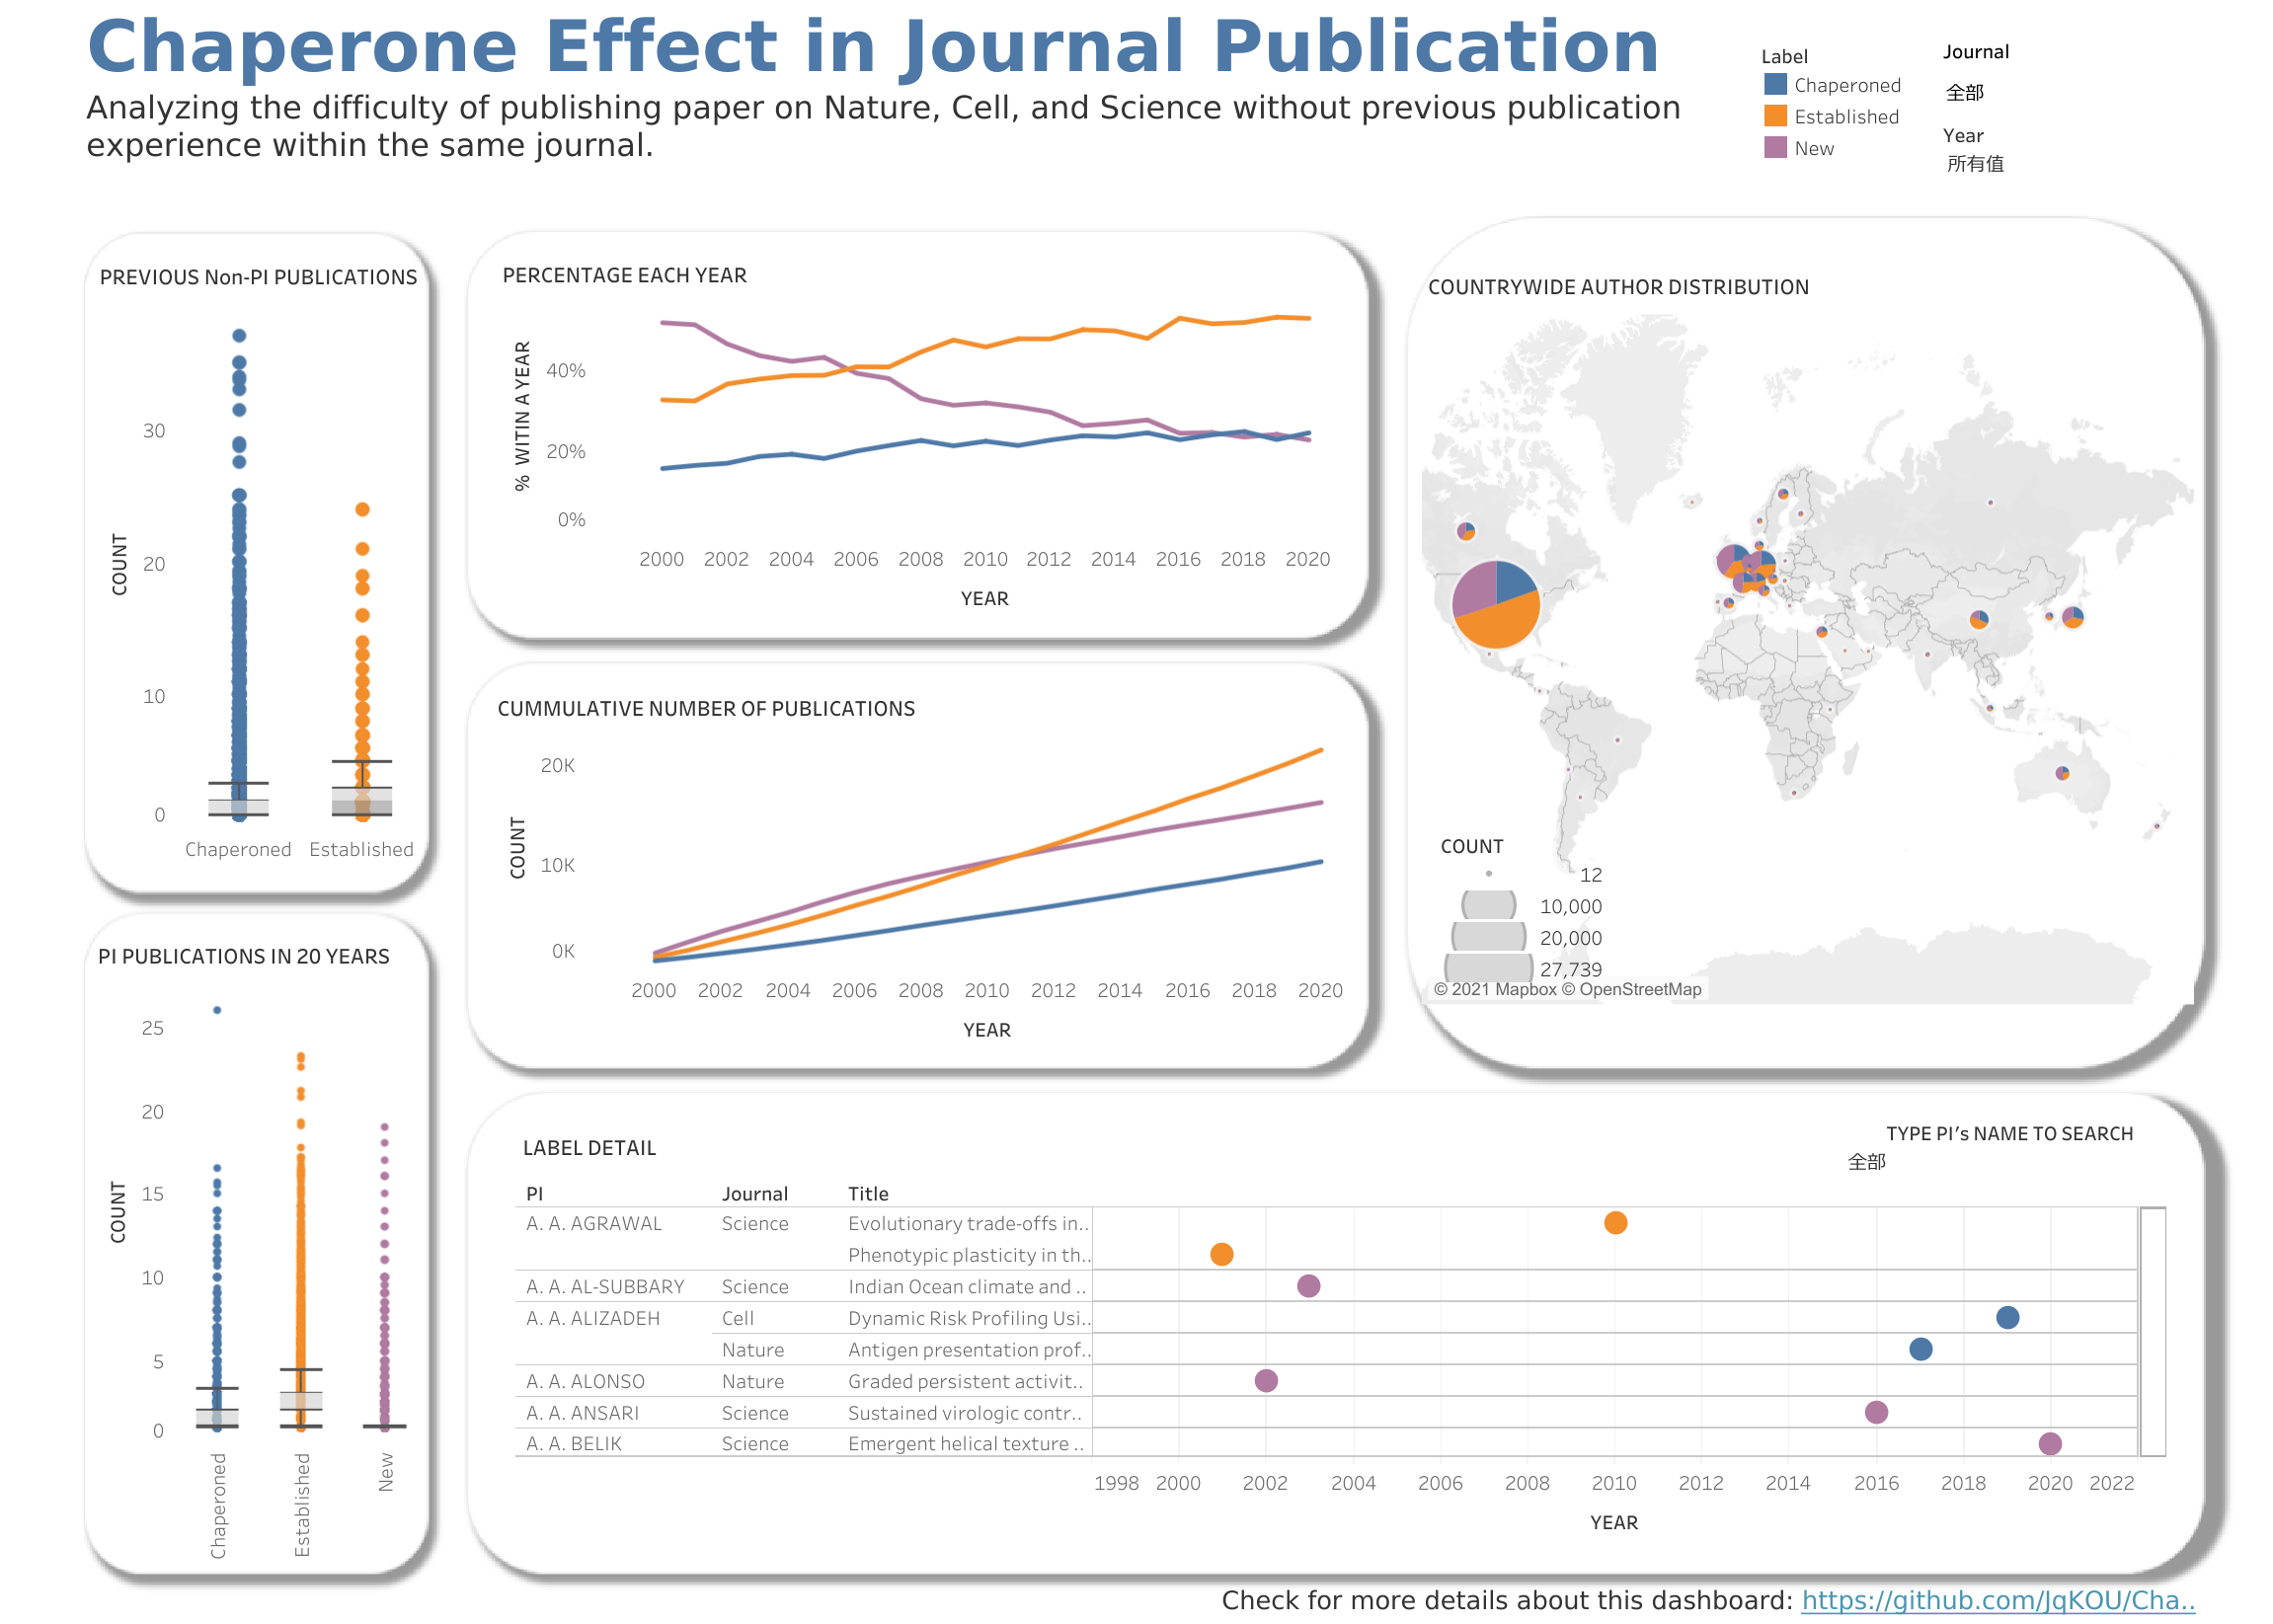 Chaperone Effect in Journal Publication
Analyzing the difficulty of publishing paper on Nature, Cell, and Science without previous publication
experience within the same journal.
Label
Chaperoned
Established
New
Journal
全部
Year
所有值
PREVIOUS Non-PI PUBLICATIONS
COUNT
30
20
10
0
Chaperoned Established
PERCENTAGE EACH YEAR
% WITIN A YEAR
40%
20%
0%
2000 2002 2004 2006 2008 2010 2012 2014 2016 2018 2020
YEAR
CUMMULATIVE NUMBER OF PUBLICATIONS
COUNT
20K
10K
0K
2000 2002 2004 2006 2008 2010 2012 2014 2016 2018 2020
YEAR
COUNTRYWIDE AUTHOR DISTRIBUTION
COUNT
12
10,000
20,000
27,739
© 2021 Mapbox © OpenStreetMap
PI PUBLICATIONS IN 20 YEARS
COUNT
25
20
15
10
5
0
Chaperoned
Established
New
LABEL DETAIL
TYPE PI's NAME TO SEARCH
全部
PI Journal Title
A. A. AGRAWAL Science Evolutionary trade-offs in..
Phenotypic plasticity in th..
A. A. AL-SUBBARY Science Indian Ocean climate and ..
A. A. ALIZADEH Cell Dynamic Risk Profiling Usi..
Nature Antigen presentation prof..
A. A. ALONSO Nature Graded persistent activit..
A. A. ANSARI Science Sustained virologic contr..
A. A. BELIK Science Emergent helical texture ..
1998 2000 2002 2004 2006 2008 2010 2012 2014 2016 2018 2020 2022
YEAR
Check for more details about this dashboard: https://github.com/JqKOU/Cha..